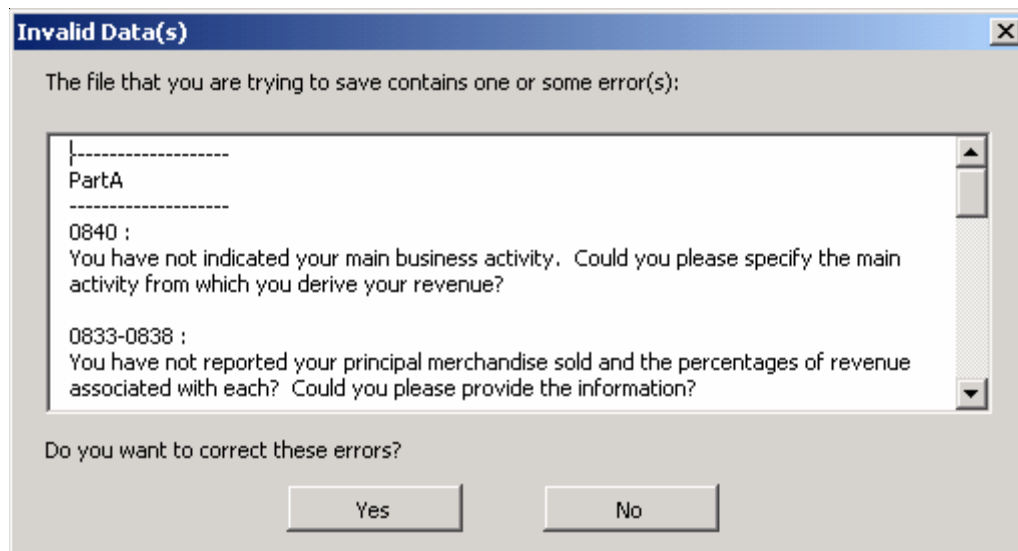 Invalid Data(s)
The file that you are trying to save contains one or some error(s):
--------------------
PartA
--------------------
0840 :
You have not indicated your main business activity.  Could you please specify the main
activity from which you derive your revenue?
0833-0838 :
You have not reported your principal merchandise sold and the percentages of revenue
associated with each?  Could you please provide the information?
Do you want to correct these errors?
Yes
No